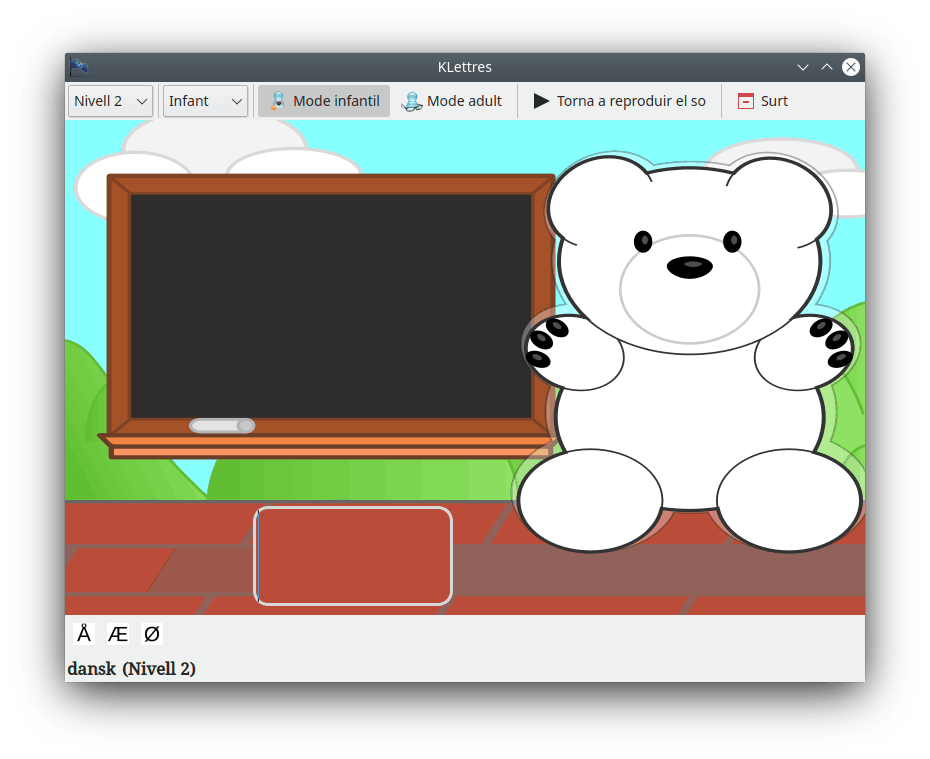 KLettres
Nivell 2 Infant Mode infantil Mode adult Torna a reproduir el so Surt
Å Æ Ø
dansk (Nivell 2)